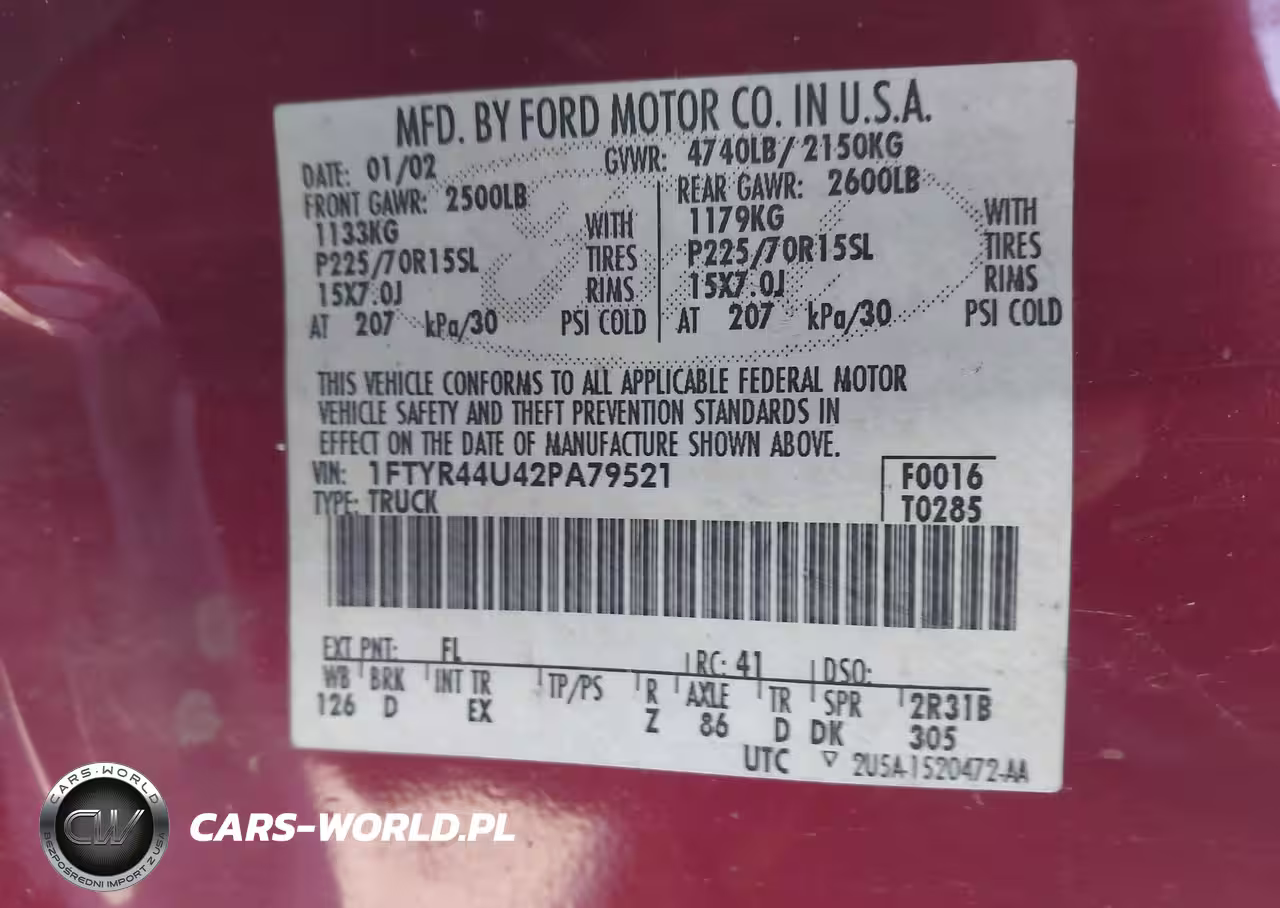 MFD. BY FORD MOTOR CO. IN U.S.A.
DATE: 01/02 GVWR: 4740LB/ 2150KG
FRONT GAWR: 2500LB REAR GAWR: 2600LB
1133KG WITH 1179KG WITH
P225/70R15SL TIRES P225/70R15SL TIRES
15X7.0J RIMS 15X7.0J RIMS
AT 207 kPa/30 PSI COLD AT 207 kPa/30 PSI COLD
THIS VEHICLE CONFORMS TO ALL APPLICABLE FEDERAL MOTOR
VEHICLE SAFETY AND THEFT PREVENTION STANDARDS IN
EFFECT ON THE DATE OF MANUFACTURE SHOWN ABOVE.
VIN: 1FTYR44U42PA79521 F0016
TYPE: TRUCK T0285
EXT PNT: FL RC: 41 DSO:
WB BRK INT TR TP/PS R AXLE TR SPR 2R31B
126 D EX Z 86 D DK 305
UTC ▽ 2U5A-1520472-AA
CARS-WORLD
CW
BEZPOŚREDNI IMPORT Z USA
CARS-WORLD.PL